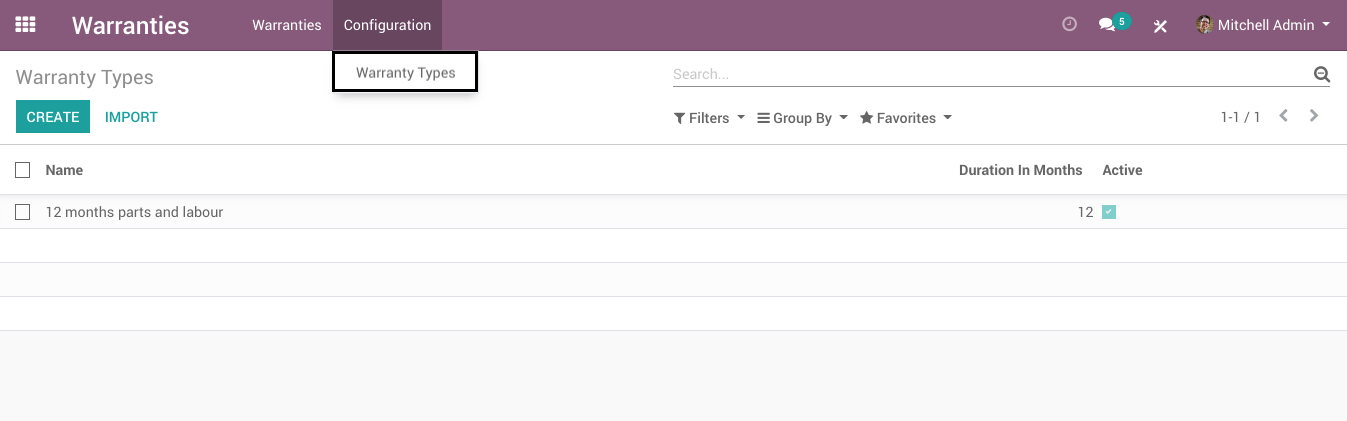 Warranties Warranties Configuration 5 Mitchell Admin
Warranty Types Warranty Types Search...
CREATE IMPORT Filters Group By Favorites 1-1 / 1
Name Duration In Months Active
12 months parts and labour 12